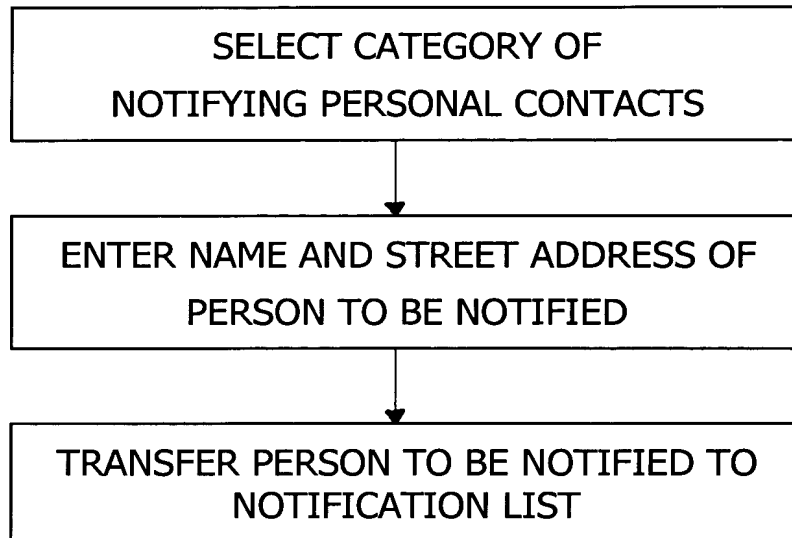 SELECT CATEGORY OF
NOTIFYING PERSONAL CONTACTS
ENTER NAME AND STREET ADDRESS OF
PERSON TO BE NOTIFIED
TRANSFER PERSON TO BE NOTIFIED TO
NOTIFICATION LIST